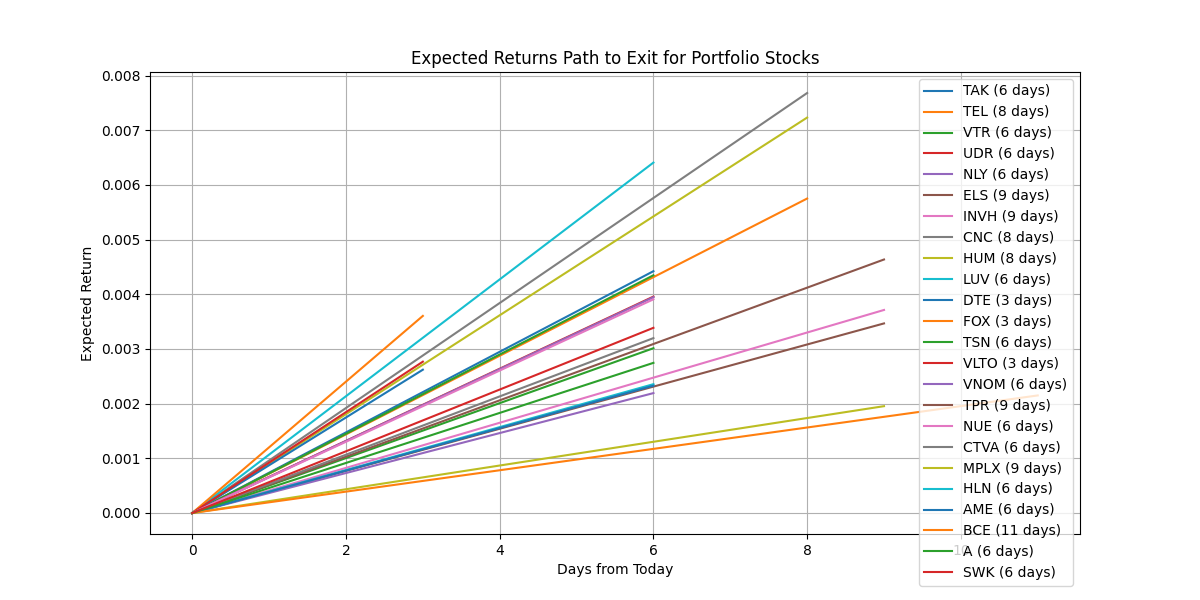 Expected Returns Path to Exit for Portfolio Stocks
0.008
0.007
0.006
0.005
0.004
0.003
0.002
0.001
0.000
Expected Return
0
2
4
6
8
Days from Today
TAK (6 days)
TEL (8 days)
VTR (6 days)
UDR (6 days)
NLY (6 days)
ELS (9 days)
INVH (9 days)
CNC (8 days)
HUM (8 days)
LUV (6 days)
DTE (3 days)
FOX (3 days)
TSN (6 days)
VLTO (3 days)
VNOM (6 days)
TPR (9 days)
NUE (6 days)
CTVA (6 days)
MPLX (9 days)
HLN (6 days)
AME (6 days)
BCE (11 days)
A (6 days)
SWK (6 days)